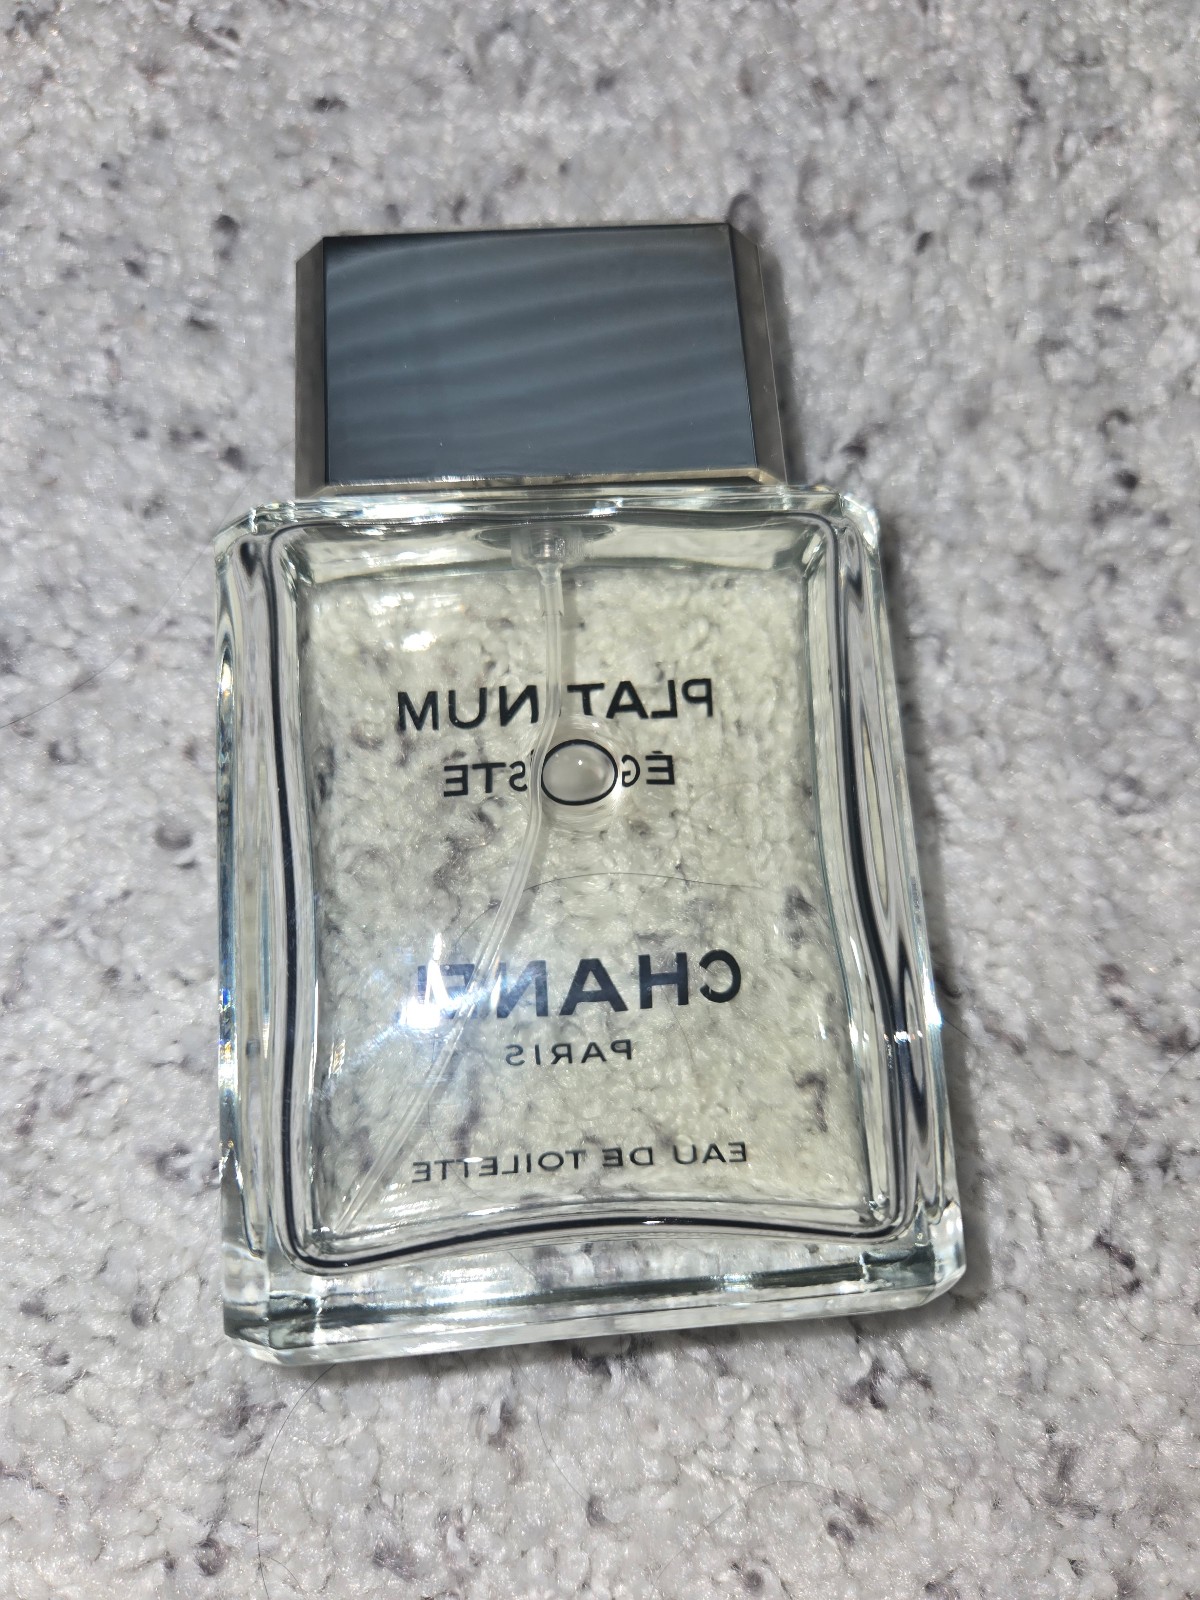 PLATINUM
ÉGOÏSTE
CHANEL
PARIS
EAU DE TOILETTE